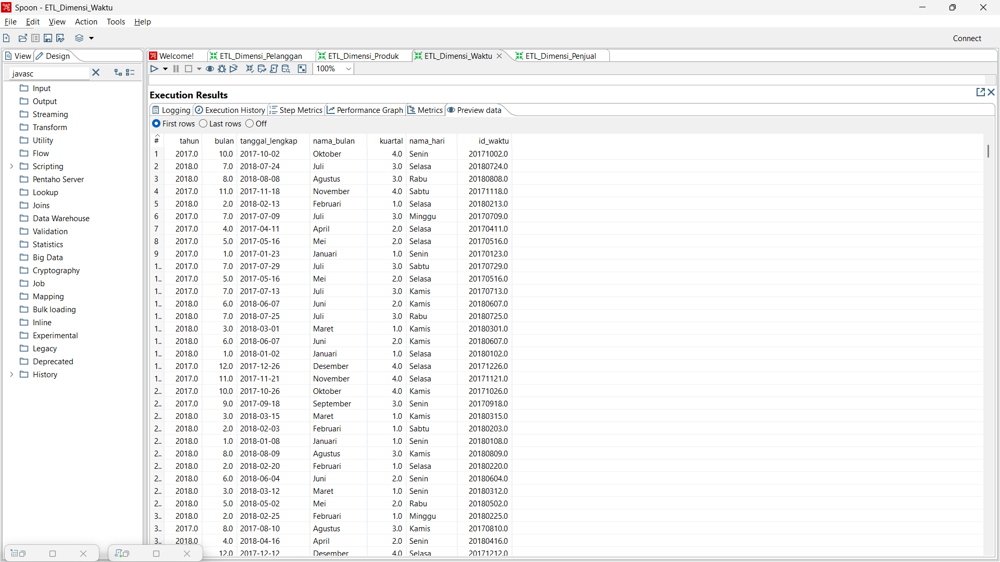 Spoon - ETL_Dimensi_Waktu
File Edit View Action Tools Help
Connect
View Design
Welcome! ETL_Dimensi_Pelanggan ETL_Dimensi_Produk ETL_Dimensi_Waktu ETL_Dimensi_Penjual
100%
javasc
Input
Output
Streaming
Transform
Utility
Flow
Scripting
Pentaho Server
Lookup
Joins
Data Warehouse
Validation
Statistics
Big Data
Cryptography
Job
Mapping
Bulk loading
Inline
Experimental
Legacy
Deprecated
History
Execution Results
Logging Execution History Step Metrics Performance Graph Metrics Preview data
First rows Last rows Off
# tahun bulan tanggal_lengkap nama_bulan kuartal nama_hari id_waktu
1 2017.0 10.0 2017-10-02 Oktober 4.0 Senin 20171002.0
2 2018.0 7.0 2018-07-24 Juli 3.0 Selasa 20180724.0
3 2018.0 8.0 2018-08-08 Agustus 3.0 Rabu 20180808.0
4 2017.0 11.0 2017-11-18 November 4.0 Sabtu 20171118.0
5 2018.0 2.0 2018-02-13 Februari 1.0 Selasa 20180213.0
6 2017.0 7.0 2017-07-09 Juli 3.0 Minggu 20170709.0
7 2017.0 4.0 2017-04-11 April 2.0 Selasa 20170411.0
8 2017.0 5.0 2017-05-16 Mei 2.0 Selasa 20170516.0
9 2017.0 1.0 2017-01-23 Januari 1.0 Senin 20170123.0
1.. 2017.0 7.0 2017-07-29 Juli 3.0 Sabtu 20170729.0
1.. 2017.0 5.0 2017-05-16 Mei 2.0 Selasa 20170516.0
1.. 2017.0 7.0 2017-07-13 Juli 3.0 Kamis 20170713.0
1.. 2018.0 6.0 2018-06-07 Juni 2.0 Kamis 20180607.0
1.. 2018.0 7.0 2018-07-25 Juli 3.0 Rabu 20180725.0
1.. 2018.0 3.0 2018-03-01 Maret 1.0 Kamis 20180301.0
1.. 2018.0 6.0 2018-06-07 Juni 2.0 Kamis 20180607.0
1.. 2018.0 1.0 2018-01-02 Januari 1.0 Selasa 20180102.0
1.. 2017.0 12.0 2017-12-26 Desember 4.0 Selasa 20171226.0
1.. 2017.0 11.0 2017-11-21 November 4.0 Selasa 20171121.0
2.. 2017.0 10.0 2017-10-26 Oktober 4.0 Kamis 20171026.0
2.. 2017.0 9.0 2017-09-18 September 3.0 Senin 20170918.0
2.. 2018.0 3.0 2018-03-15 Maret 1.0 Kamis 20180315.0
2.. 2018.0 2.0 2018-02-03 Februari 1.0 Sabtu 20180203.0
2.. 2018.0 1.0 2018-01-08 Januari 1.0 Senin 20180108.0
2.. 2018.0 8.0 2018-08-09 Agustus 3.0 Kamis 20180809.0
2.. 2018.0 2.0 2018-02-20 Februari 1.0 Selasa 20180220.0
2.. 2018.0 6.0 2018-06-04 Juni 2.0 Senin 20180604.0
2.. 2018.0 3.0 2018-03-12 Maret 1.0 Senin 20180312.0
2.. 2018.0 5.0 2018-05-02 Mei 2.0 Rabu 20180502.0
3.. 2018.0 2.0 2018-02-25 Februari 1.0 Minggu 20180225.0
3.. 2017.0 8.0 2017-08-10 Agustus 3.0 Kamis 20170810.0
3.. 2018.0 4.0 2018-04-16 April 2.0 Senin 20180416.0
12.0 2017-12-12 Desember 4.0 Selasa 20171212.0